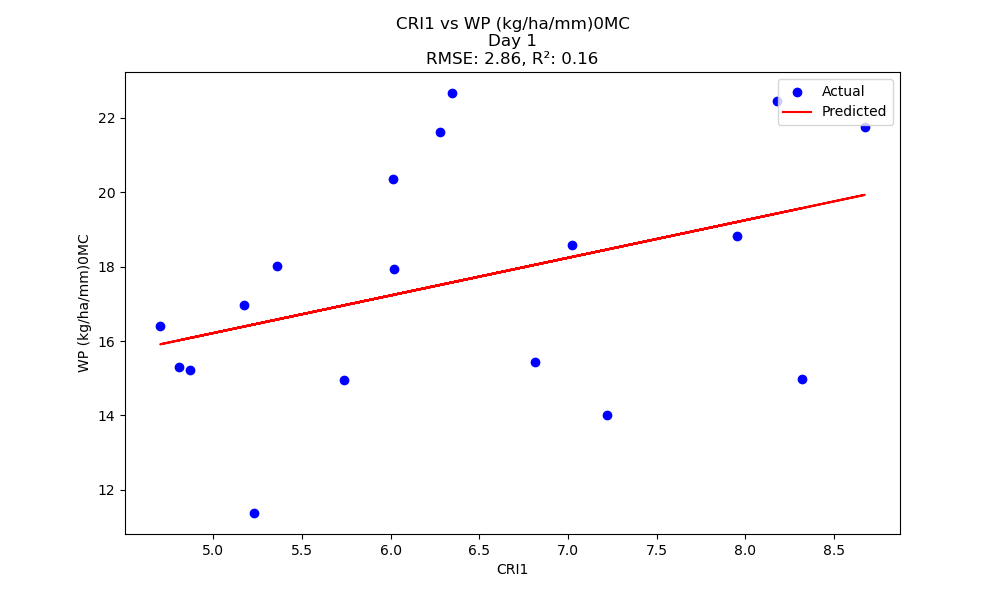 CRI1 vs WP (kg/ha/mm)0MC
Day 1
RMSE: 2.86, R²: 0.16
Actual
Predicted
WP (kg/ha/mm)0MC
22
20
18
16
14
12
5.0 5.5 6.0 6.5 7.0 7.5 8.0 8.5
CRI1